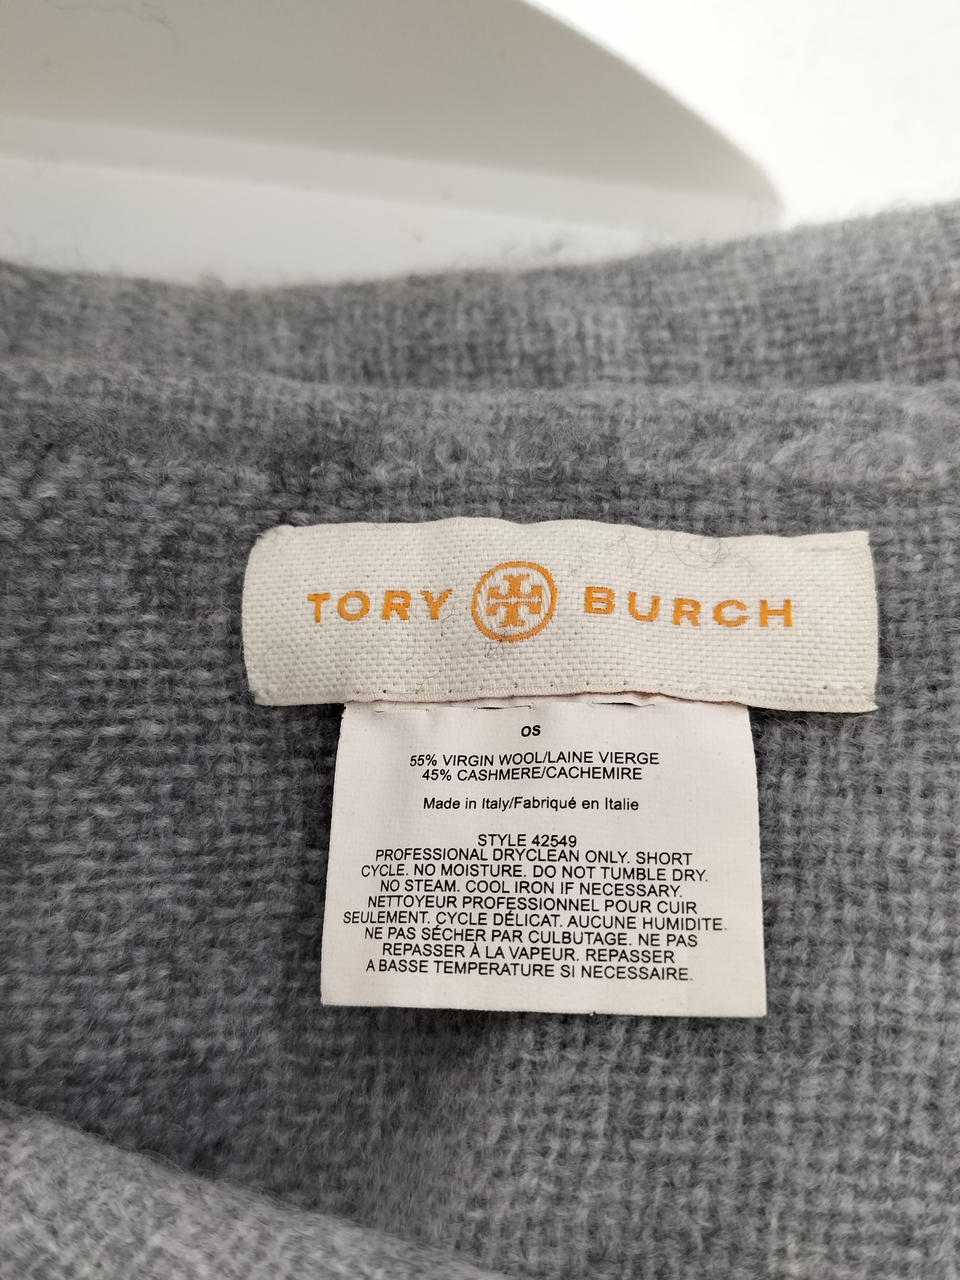 TORY BURCH
OS
55% VIRGIN WOOL/LAINE VIERGE
45% CASHMERE/CACHEMIRE
Made in Italy/Fabriqué en Italie
STYLE 42549
PROFESSIONAL DRYCLEAN ONLY. SHORT
CYCLE. NO MOISTURE. DO NOT TUMBLE DRY.
NO STEAM. COOL IRON IF NECESSARY.
NETTOYEUR PROFESSIONNEL POUR CUIR
SEULEMENT. CYCLE DÉLICAT. AUCUNE HUMIDITE.
NE PAS SÉCHER PAR CULBUTAGE. NE PAS
REPASSER À LA VAPEUR. REPASSER
A BASSE TEMPERATURE SI NECESSAIRE.